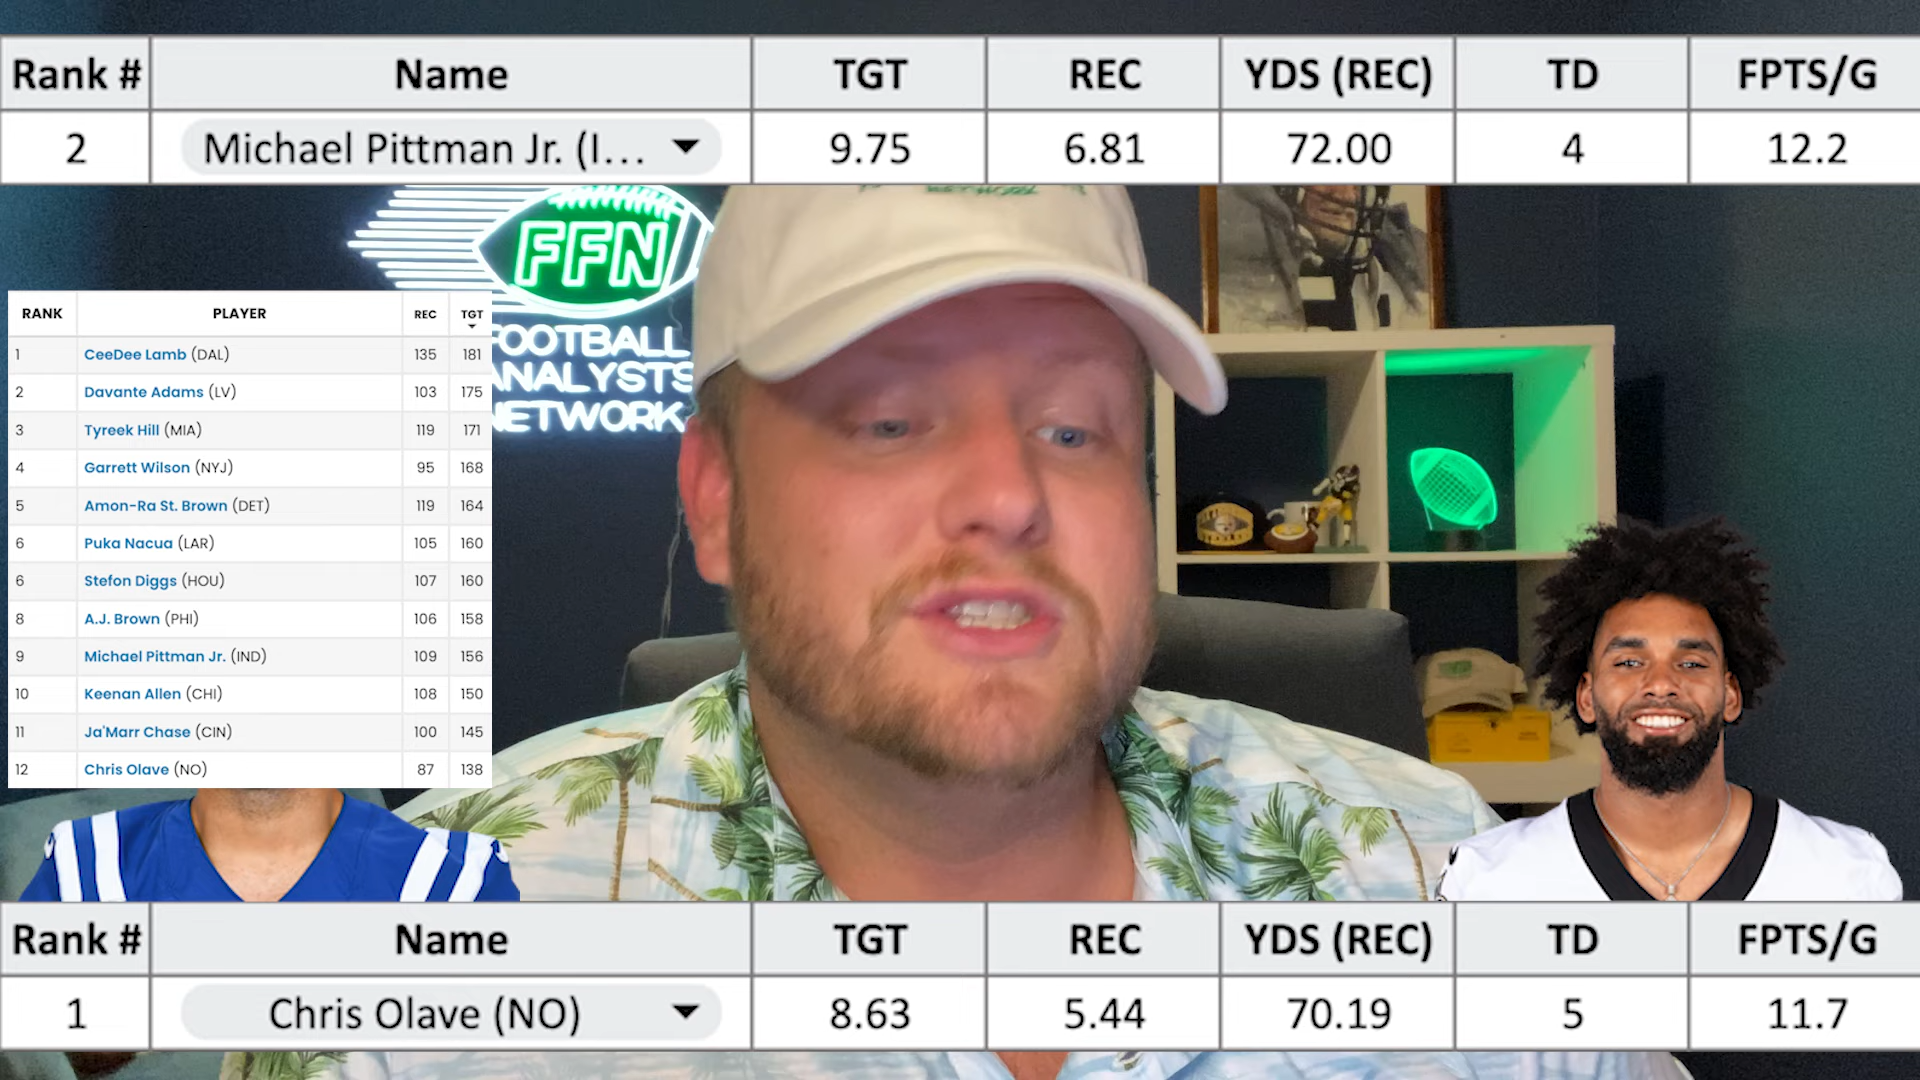 Rank # Name TGT REC YDS (REC) TD FPTS/G
2 Michael Pittman Jr. (I... 9.75 6.81 72.00 4 12.2
FFN
FOOTBALL
ANALYSTS
NETWORK
RANK PLAYER REC TGT
1 CeeDee Lamb (DAL) 135 181
2 Davante Adams (LV) 103 175
3 Tyreek Hill (MIA) 119 171
4 Garrett Wilson (NYJ) 95 168
5 Amon-Ra St. Brown (DET) 119 164
6 Puka Nacua (LAR) 105 160
6 Stefon Diggs (HOU) 107 160
8 A.J. Brown (PHI) 106 158
9 Michael Pittman Jr. (IND) 109 156
10 Keenan Allen (CHI) 108 150
11 Ja'Marr Chase (CIN) 100 145
12 Chris Olave (NO) 87 138
Rank # Name TGT REC YDS (REC) TD FPTS/G
1 Chris Olave (NO) 8.63 5.44 70.19 5 11.7